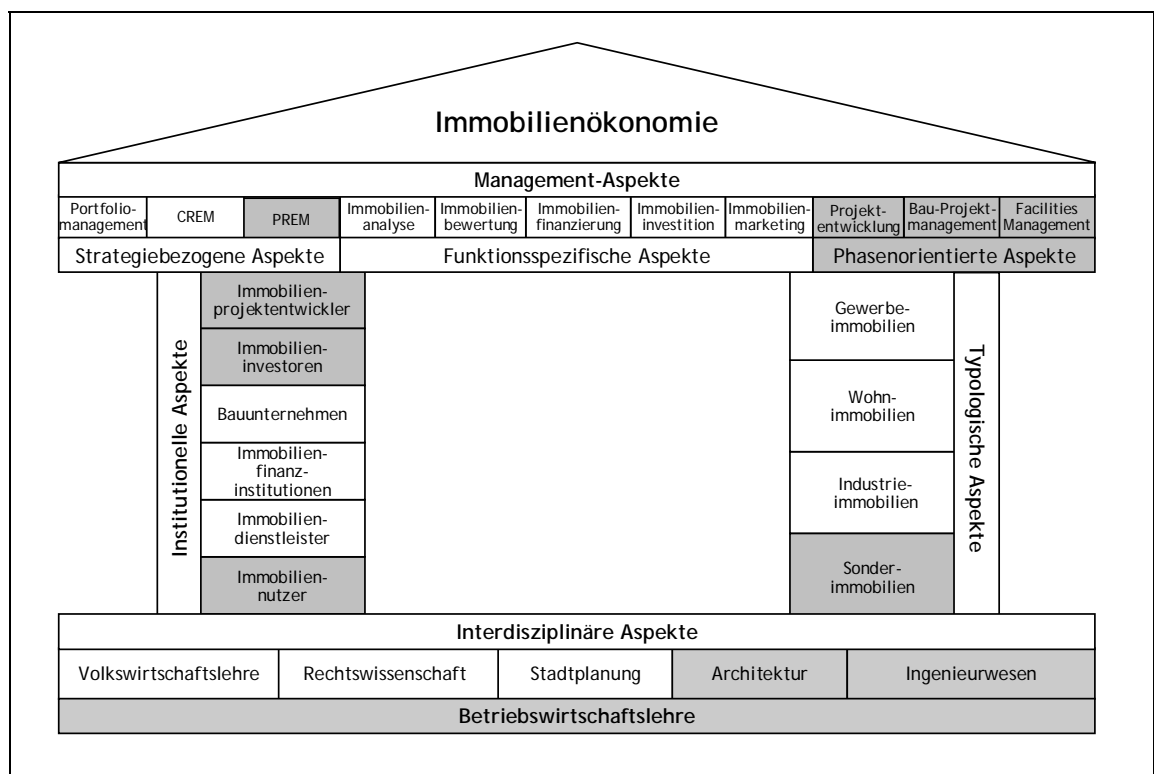 Immobilienökonomie
Management-Aspekte
Portfolio-
management
CREM
PREM
Immobilien-
analyse
Immobilien-
bewertung
Immobilien-
finanzierung
Immobilien-
investition
Immobilien-
marketing
Projekt-
entwicklung
Bau-Projekt-
management
Facilities
Management
Strategiebezogene Aspekte
Funktionsspezifische Aspekte
Phasenorientierte Aspekte
Institutionelle Aspekte
Immobilien-
projektentwickler
Immobilien-
investoren
Bauunternehmen
Immobilien-
finanz-
institutionen
Immobilien-
dienstleister
Immobilien-
nutzer
Gewerbe-
immobilien
Wohn-
immobilien
Industrie-
immobilien
Sonder-
immobilien
Typologische Aspekte
Interdisziplinäre Aspekte
Volkswirtschaftslehre
Rechtswissenschaft
Stadtplanung
Architektur
Ingenieurwesen
Betriebswirtschaftslehre